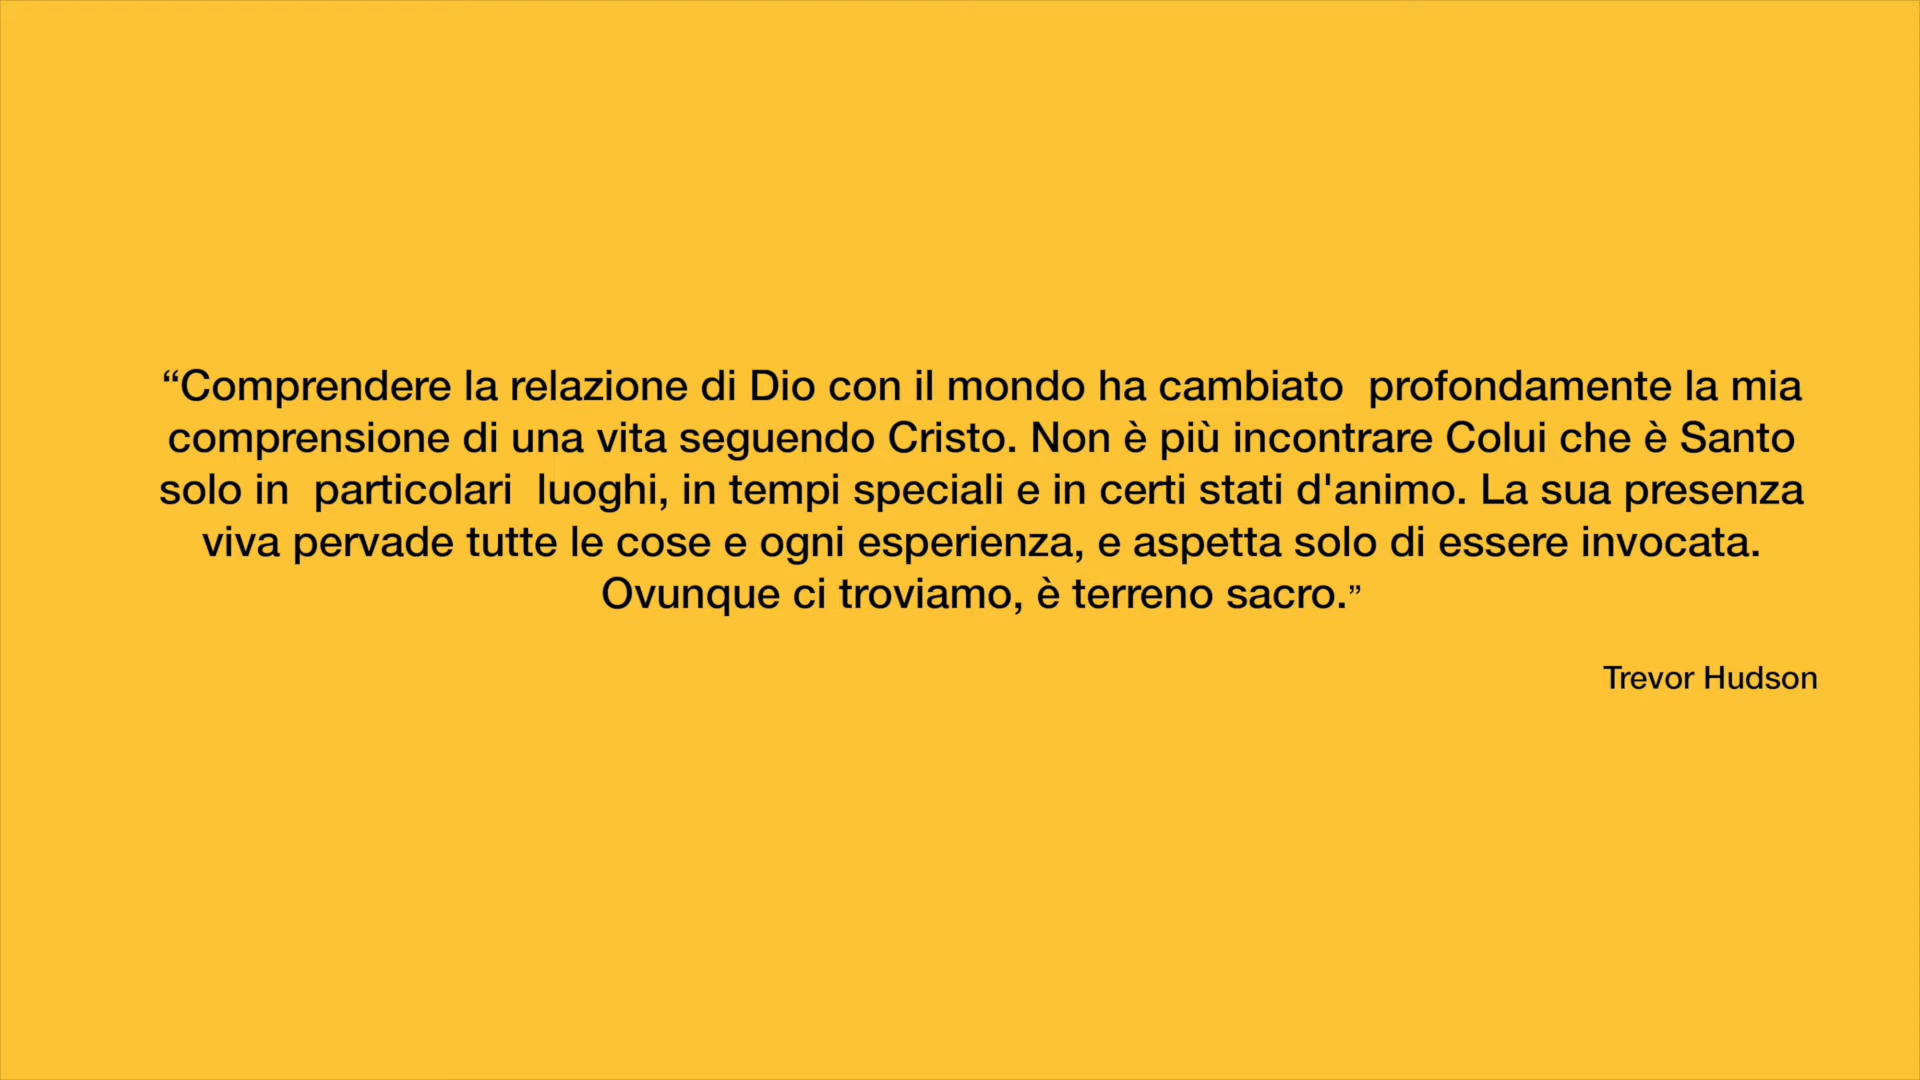 “Comprendere la relazione di Dio con il mondo ha cambiato  profondamente la mia
comprensione di una vita seguendo Cristo. Non è più incontrare Colui che è Santo
solo in  particolari  luoghi, in tempi speciali e in certi stati d'animo. La sua presenza
viva pervade tutte le cose e ogni esperienza, e aspetta solo di essere invocata.
Ovunque ci troviamo, è terreno sacro.”
Trevor Hudson